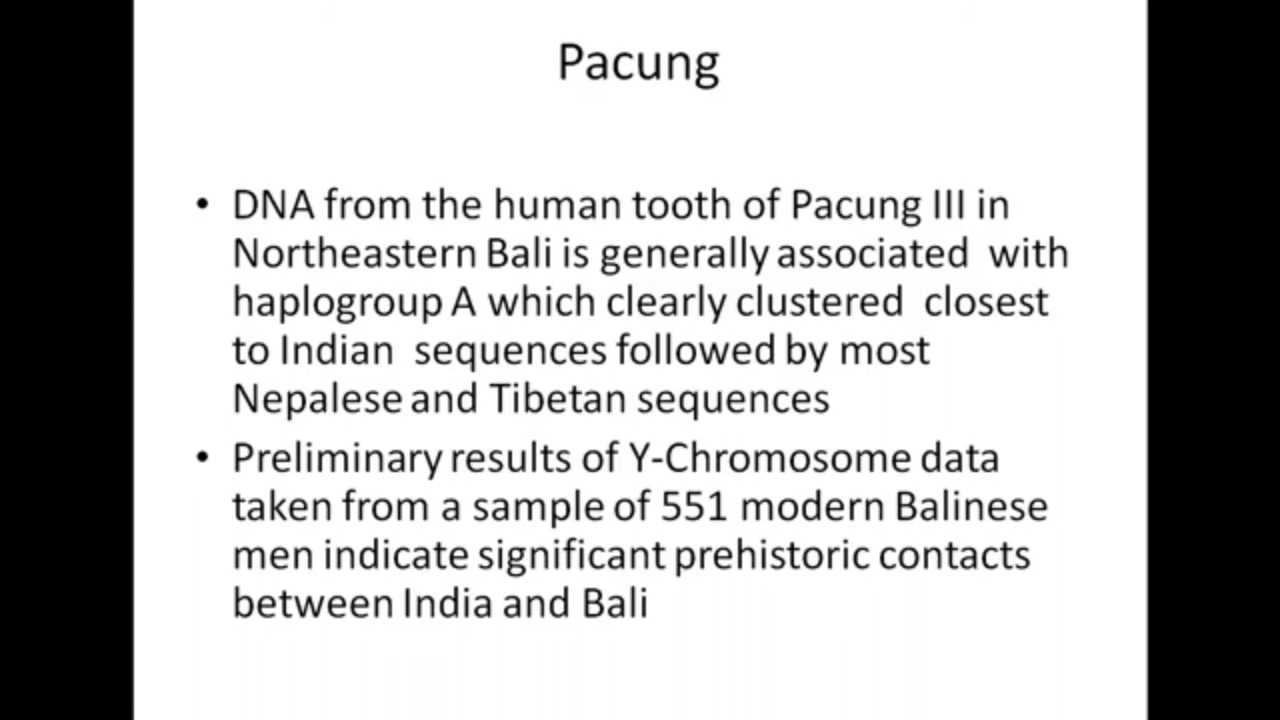 Pacung
• DNA from the human tooth of Pacung III in
Northeastern Bali is generally associated with
haplogroup A which clearly clustered closest
to Indian sequences followed by most
Nepalese and Tibetan sequences
• Preliminary results of Y-Chromosome data
taken from a sample of 551 modern Balinese
men indicate significant prehistoric contacts
between India and Bali